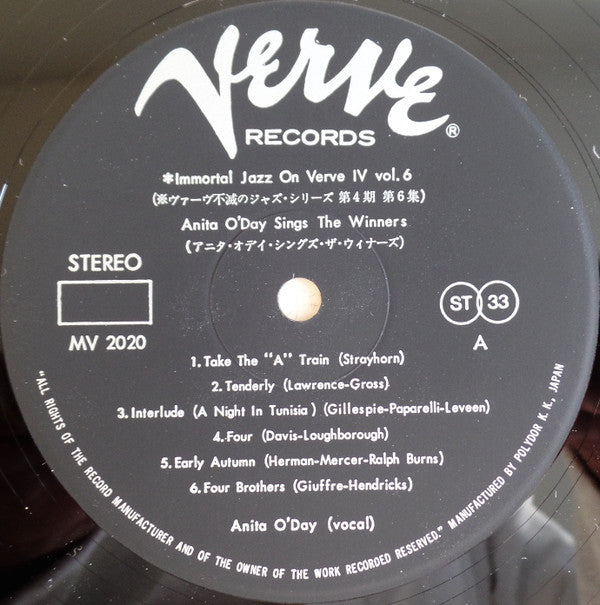 Verve
RECORDS ®
*Immortal Jazz On Verve IV vol.6
(※ヴァーヴ不滅のジャズ・シリーズ 第4期 第6集)
Anita O'Day Sings The Winners
(アニタ・オデイ・シングズ・ザ・ウィナーズ)
STEREO
MV 2020
ST 33
A
1. Take The "A" Train (Strayhorn)
2. Tenderly (Lawrence-Gross)
3. Interlude (A Night In Tunisia) (Gillespie-Paparelli-Leveen)
4. Four (Davis-Loughborough)
5. Early Autumn (Herman-Mercer-Ralph Burns)
6. Four Brothers (Giuffre-Hendricks)
Anita O'Day (vocal)
"ALL RIGHTS OF THE RECORD MANUFACTURER AND OF THE OWNER OF THE WORK RECORDED RESERVED." MANUFACTURED BY POLYDOR K. K., JAPAN